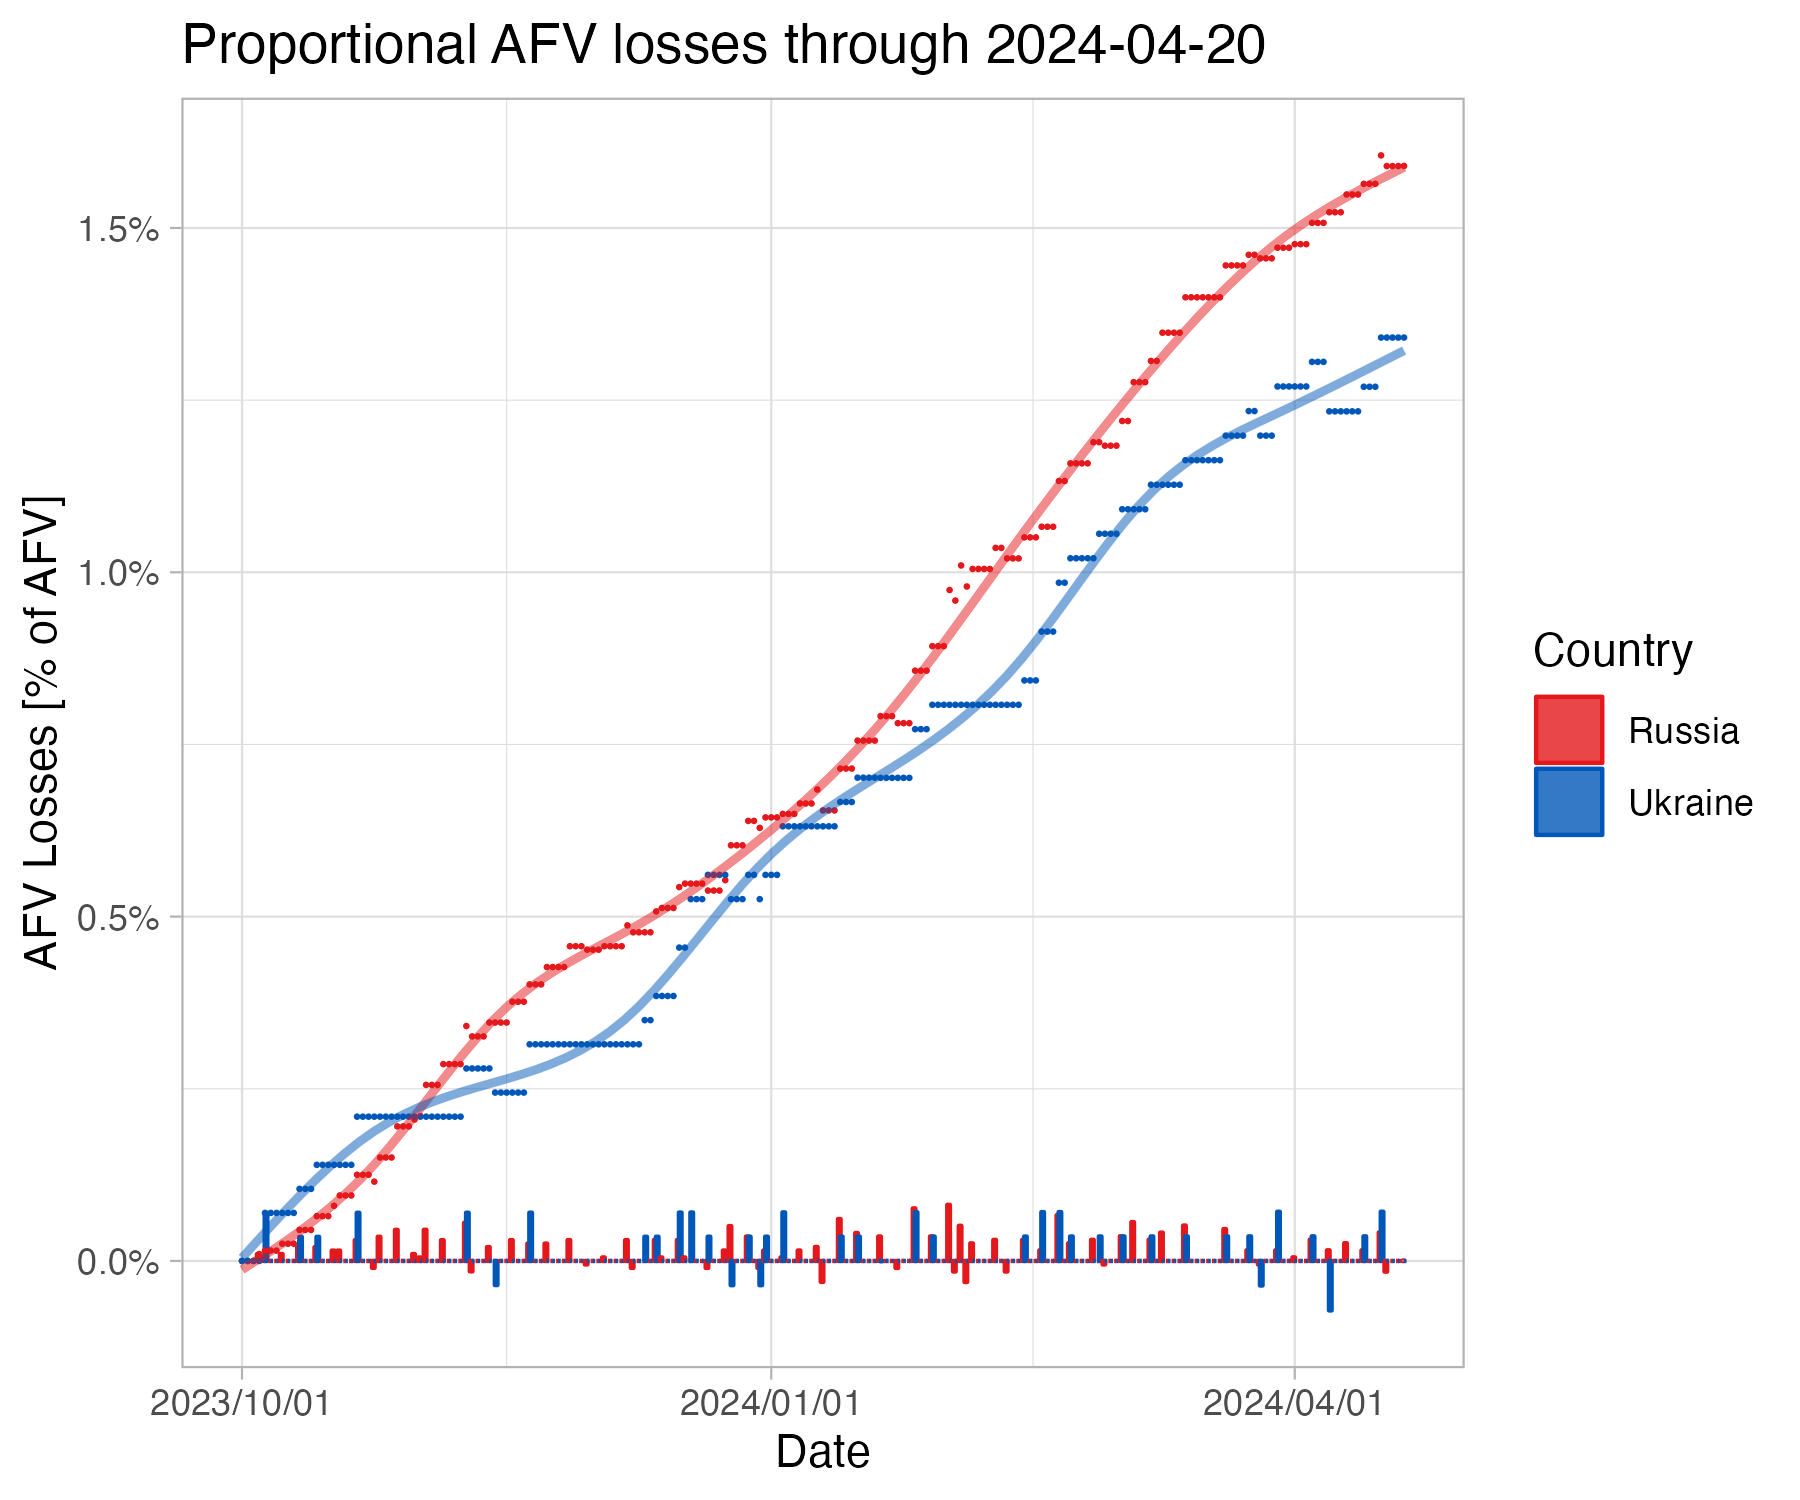 Proportional AFV losses through 2024-04-20
AFV Losses [% of AFV]
1.5%
1.0%
0.5%
0.0%
2023/10/01
2024/01/01
2024/04/01
Date
Country
Russia
Ukraine